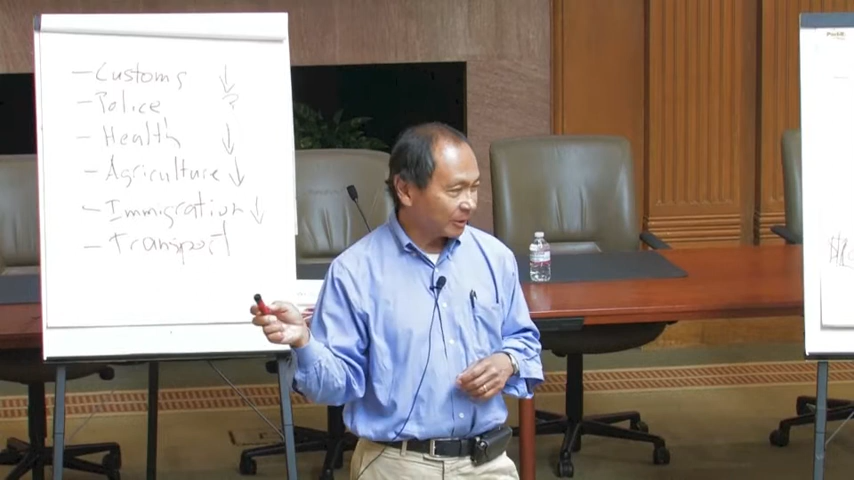 – Customs ↓
– Police ?
– Health ↓
– Agriculture ↓
– Immigration ↓
– Transport